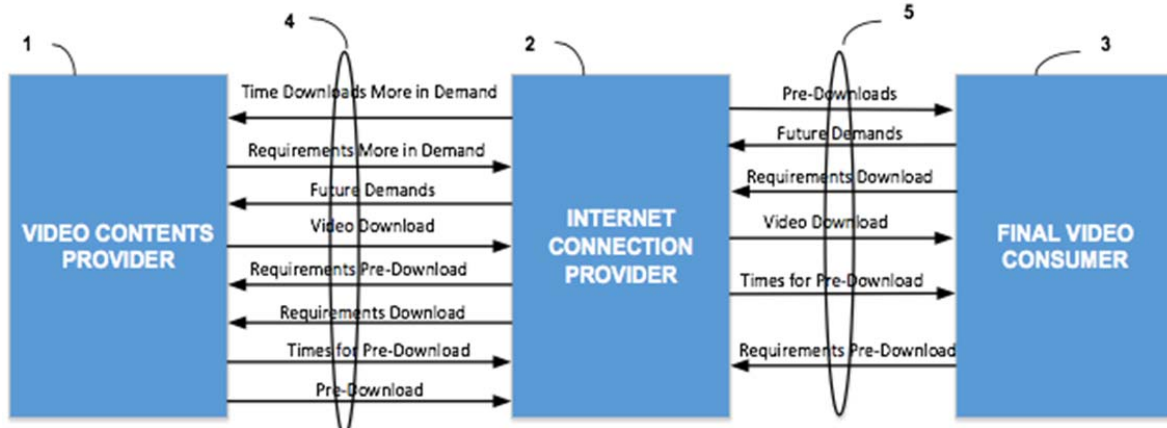 4
5
1
2
3
Time Downloads More in Demand
Requirements More in Demand
Future Demands
Video Download
Requirements Pre-Download
Requirements Download
Times for Pre-Download
Pre-Download
Pre-Downloads
Future Demands
Requirements Download
Video Download
Times for Pre-Download
Requirements Pre-Download
VIDEO CONTENTS
PROVIDER
INTERNET
CONNECTION
PROVIDER
FINAL VIDEO
CONSUMER